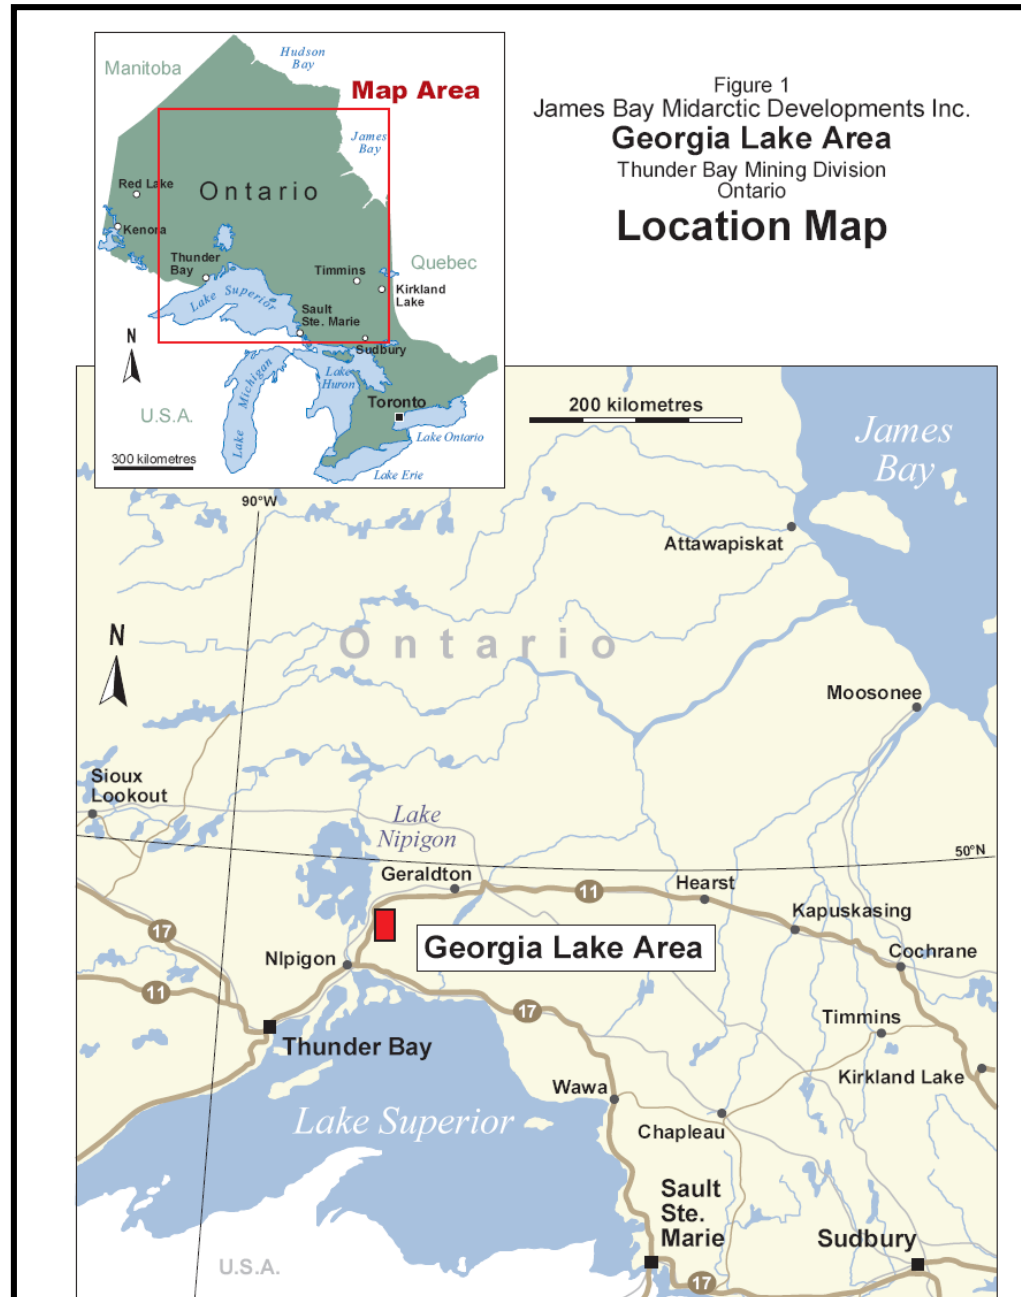 Figure 1
James Bay Midarctic Developments Inc.
Georgia Lake Area
Thunder Bay Mining Division
Ontario
Location Map
Hudson
Bay
Manitoba
Map Area
James
Bay
Red Lake
Ontario
Kenora
Thunder
Bay
Timmins
Quebec
Kirkland
Lake
Lake Superior
Sault
Ste. Marie
N
Sudbury
Lake Michigan
Lake
Huron
Toronto
U.S.A.
Lake Ontario
300 kilometres
Lake Erie
200 kilometres
James
Bay
90°W
Attawapiskat
N
Ontario
Moosonee
Sioux
Lookout
Lake
Nipigon
50°N
Geraldton
11
Hearst
Kapuskasing
17
Georgia Lake Area
NIpigon
Cochrane
11
17
Timmins
Thunder Bay
Kirkland Lake
Wawa
Lake Superior
Chapleau
Sault
Ste.
Marie
Sudbury
U.S.A.
17